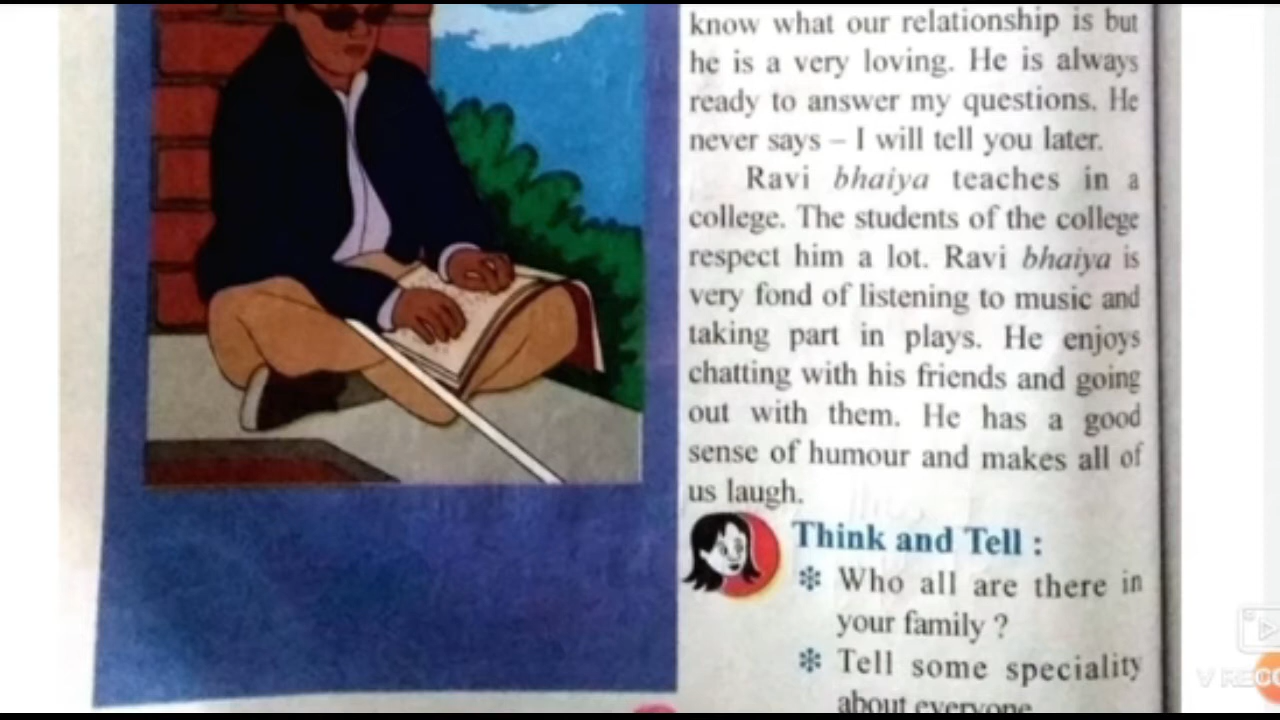 know what our relationship is but
he is a very loving. He is always
ready to answer my questions. He
never says – I will tell you later.
Ravi bhaiya teaches in a
college. The students of the college
respect him a lot. Ravi bhaiya is
very fond of listening to music and
taking part in plays. He enjoys
chatting with his friends and going
out with them. He has a good
sense of humour and makes all of
us laugh.
Think and Tell :
❄ Who all are there in
your family ?
❄ Tell some speciality
about everyone
V REC